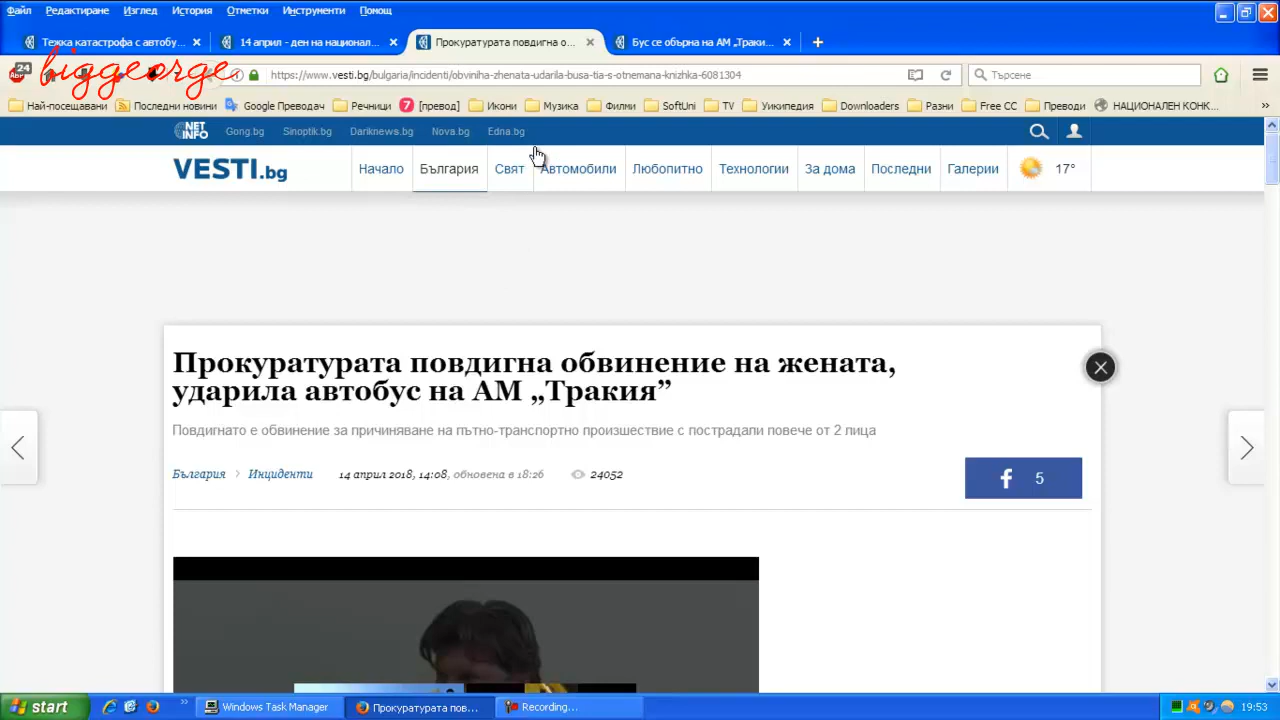 Файл Редактиране Изглед История Отметки Инструменти Помощ
Тежка катастрофа с автобу... 14 април - ден на национал... Прокуратурата повдигна о... Бус се обърна на АМ „Траки...
biggeorge
24
ABP
https://www.vesti.bg/bulgaria/incidenti/obviniha-zhenata-udarila-busa-tia-s-otnemana-knizhka-6081304
Търсене
Най-посещавани Последни новини Google Преводач Речници 7 [превод] Икони Музика Филми SoftUni TV Уикипедия Downloaders Разни Free CC Преводи НАЦИОНАЛЕН КОНК... »
NET INFO Gong.bg Sinoptik.bg Dariknews.bg Nova.bg Edna.bg
VESTI.bg Начало България Свят Автомобили Любопитно Технологии За дома Последни Галерии 17°
Прокуратурата повдигна обвинение на жената,
ударила автобус на АМ „Тракия”
Повдигнато е обвинение за причиняване на пътно-транспортно произшествие с пострадали повече от 2 лица
България > Инциденти 14 април 2018, 14:08, обновена в 18:26 24052
f 5
start » Windows Task Manager Прокуратурата пов... Recording... 19:53